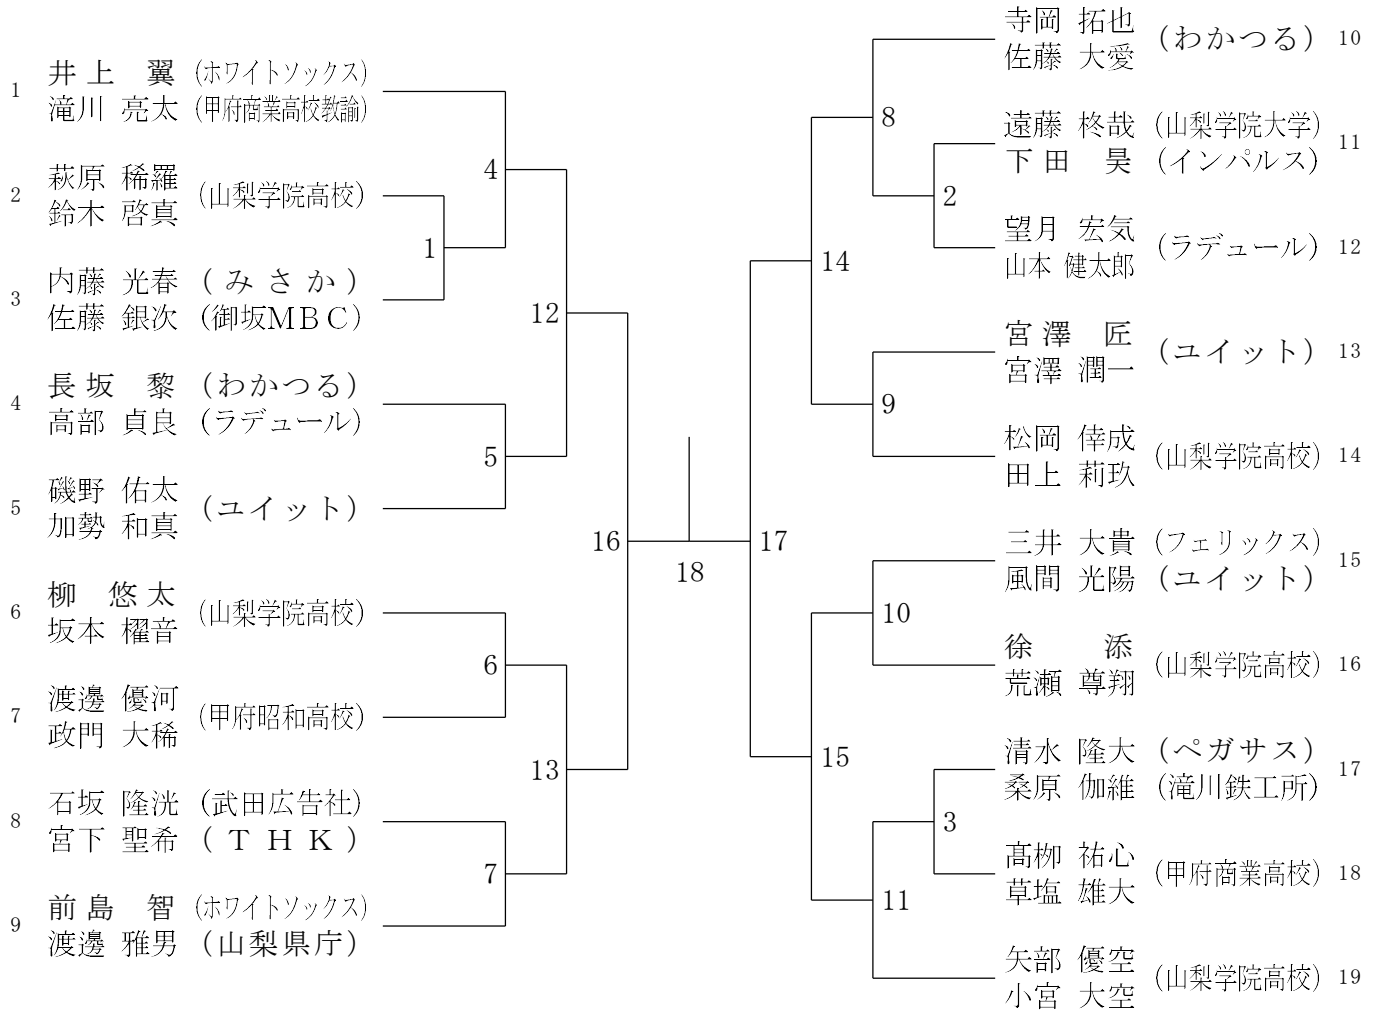 1 井上 翼 (ホワイトソックス)
滝川 亮太 (甲府商業高校教諭)
2 萩原 稀羅 (山梨学院高校)
鈴木 啓真
3 内藤 光春 (みさか)
佐藤 銀次 (御坂MBC)
4 長坂 黎 (わかつる)
高部 貞良 (ラデュール)
5 磯野 佑太 (ユイット)
加勢 和真
6 柳 悠太 (山梨学院高校)
坂本 櫂音
7 渡邊 優河 (甲府昭和高校)
政門 大稀
8 石坂 隆洸 (武田広告社)
宮下 聖希 (THK)
9 前島 智 (ホワイトソックス)
渡邊 雅男 (山梨県庁)
4
1
12
5
16
6
13
7
18
8
2
14
9
17
10
15
3
11
寺岡 拓也 (わかつる) 10
佐藤 大愛
遠藤 柊哉 (山梨学院大学) 11
下田 昊 (インパルス)
望月 宏気 (ラデュール) 12
山本 健太郎
宮澤 匠 (ユイット) 13
宮澤 潤一
松岡 倖成 (山梨学院高校) 14
田上 莉玖
三井 大貴 (フェリックス) 15
風間 光陽 (ユイット)
徐 添 (山梨学院高校) 16
荒瀬 尊翔
清水 隆大 (ペガサス) 17
桑原 伽維 (滝川鉄工所)
髙栁 祐心 (甲府商業高校) 18
草塩 雄大
矢部 優空 (山梨学院高校) 19
小宮 大空